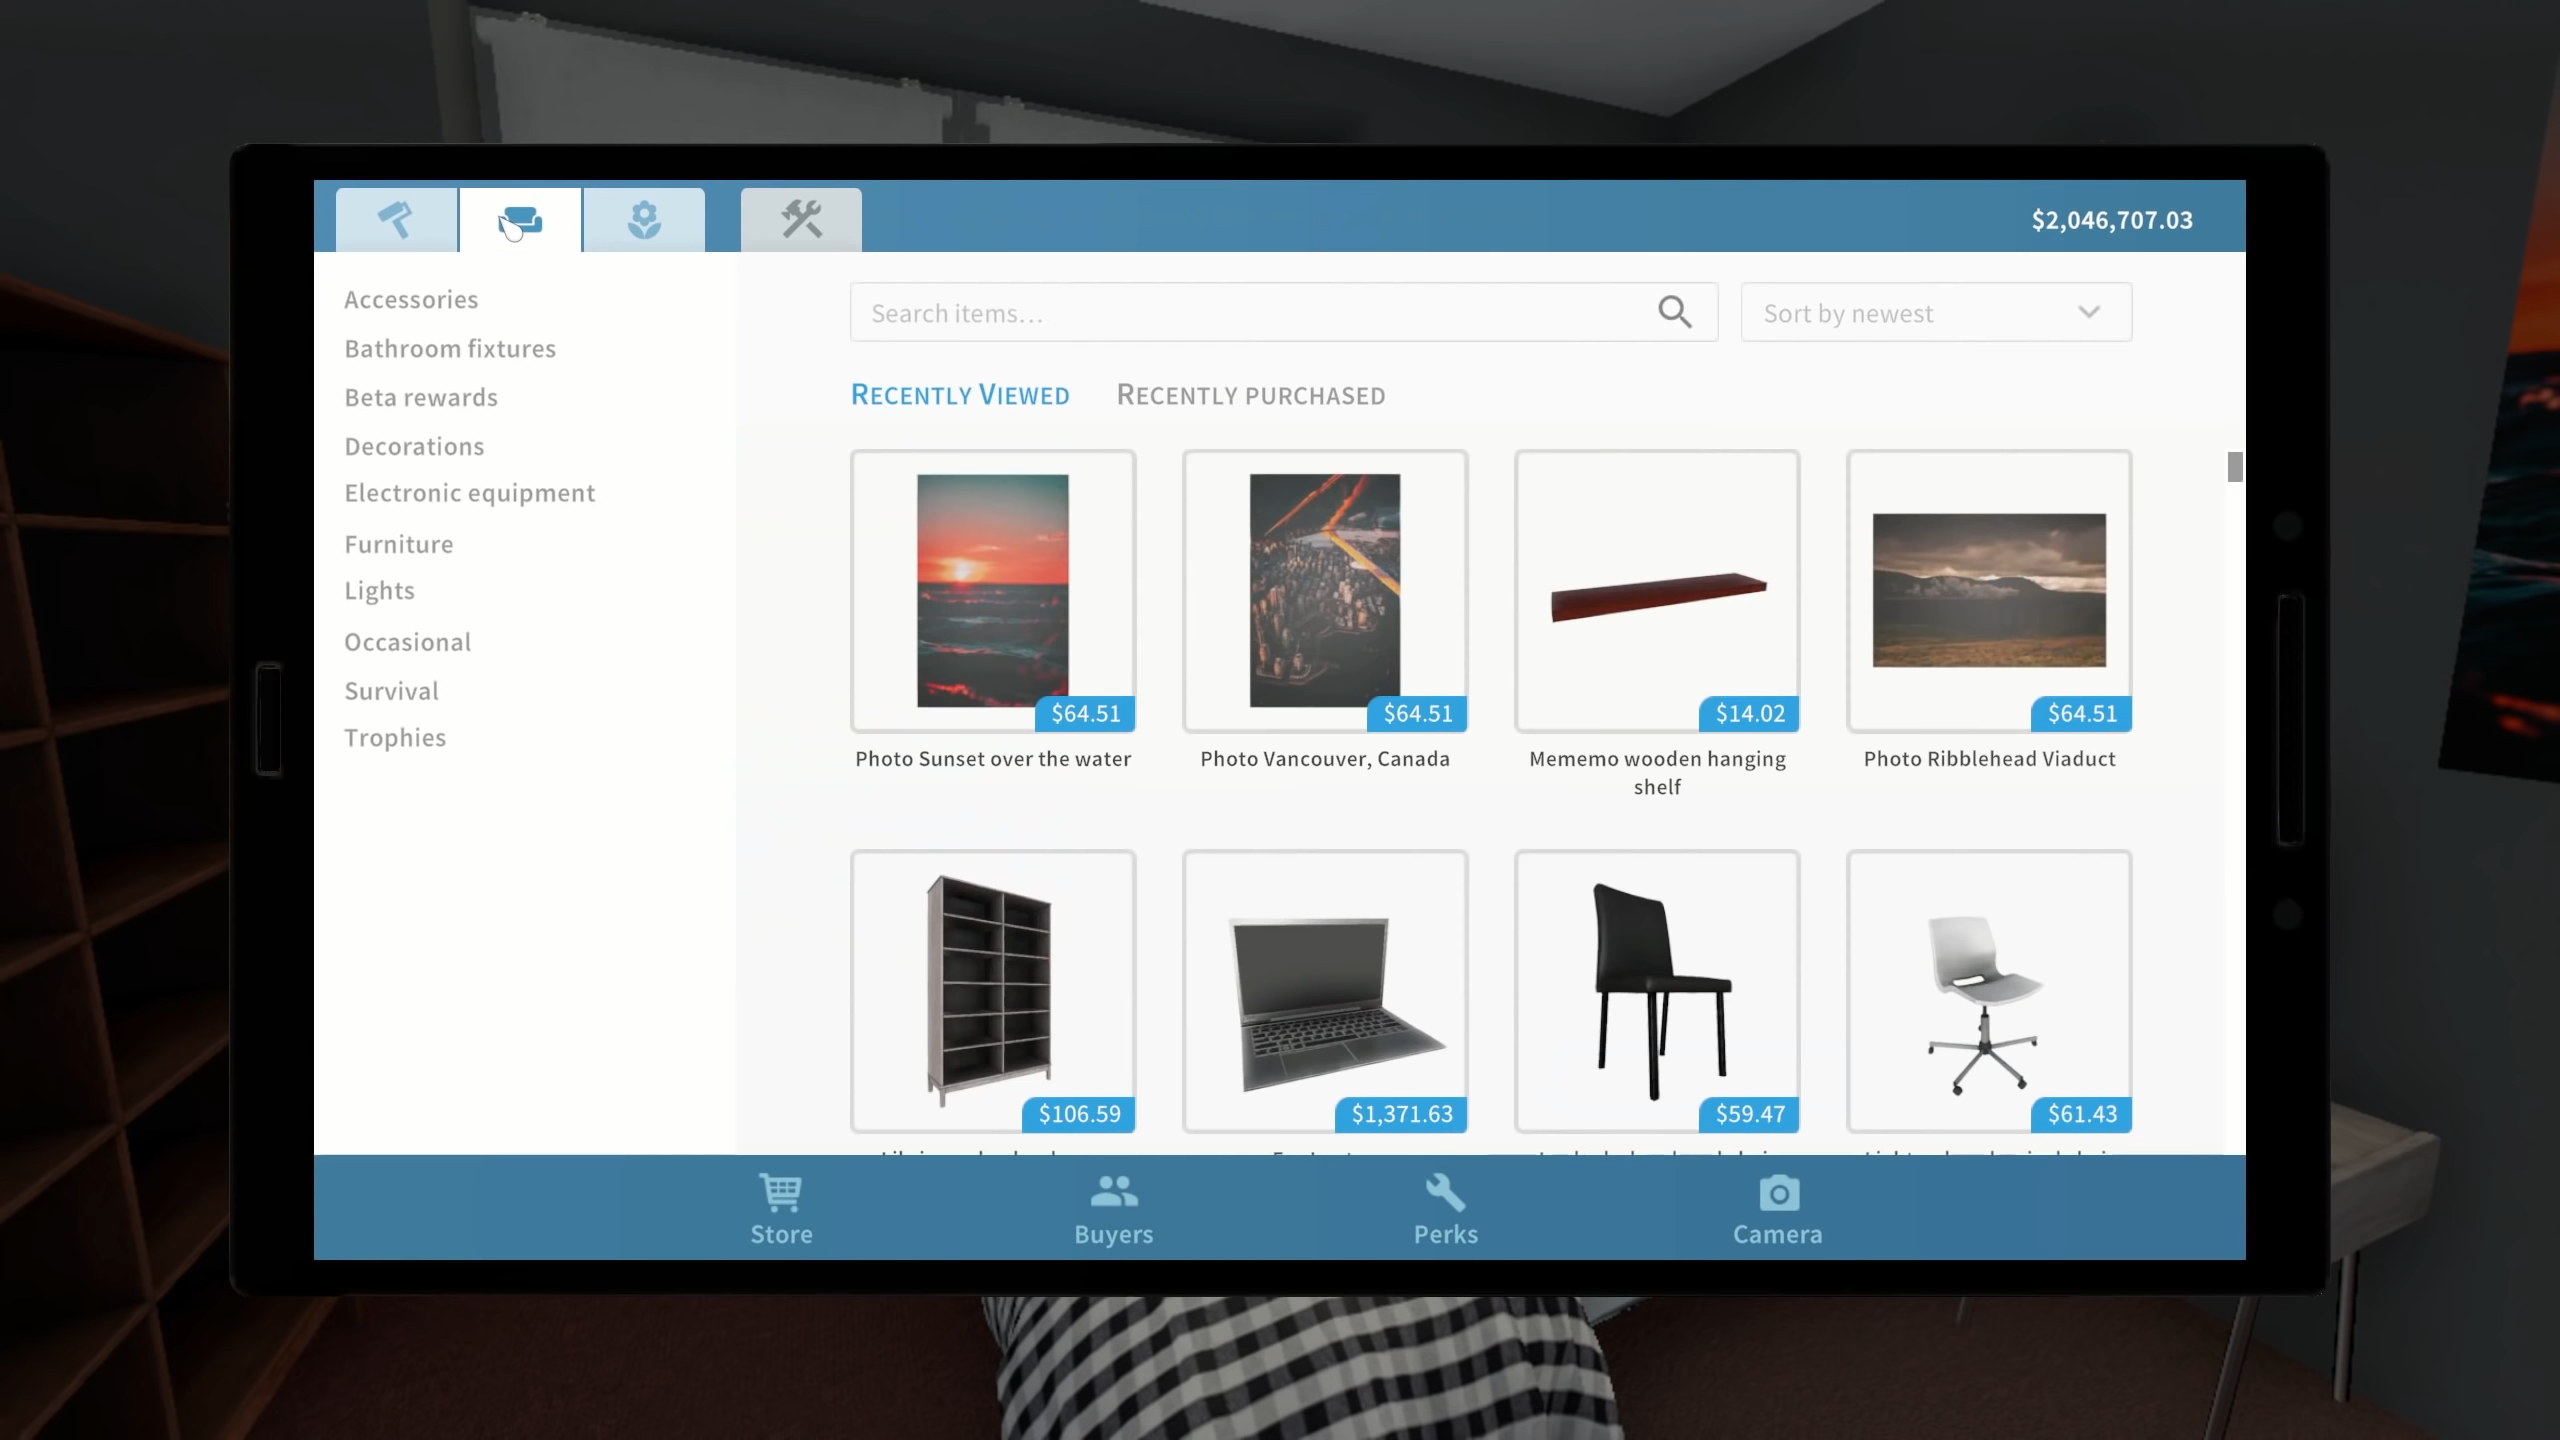 $2,046,707.03
Accessories
Bathroom fixtures
Beta rewards
Decorations
Electronic equipment
Furniture
Lights
Occasional
Survival
Trophies
Search items...
Sort by newest
RECENTLY VIEWED
RECENTLY PURCHASED
$64.51
$64.51
$14.02
$64.51
Photo Sunset over the water
Photo Vancouver, Canada
Mememo wooden hanging
shelf
Photo Ribblehead Viaduct
$106.59
$1,371.63
$59.47
$61.43
Store
Buyers
Perks
Camera